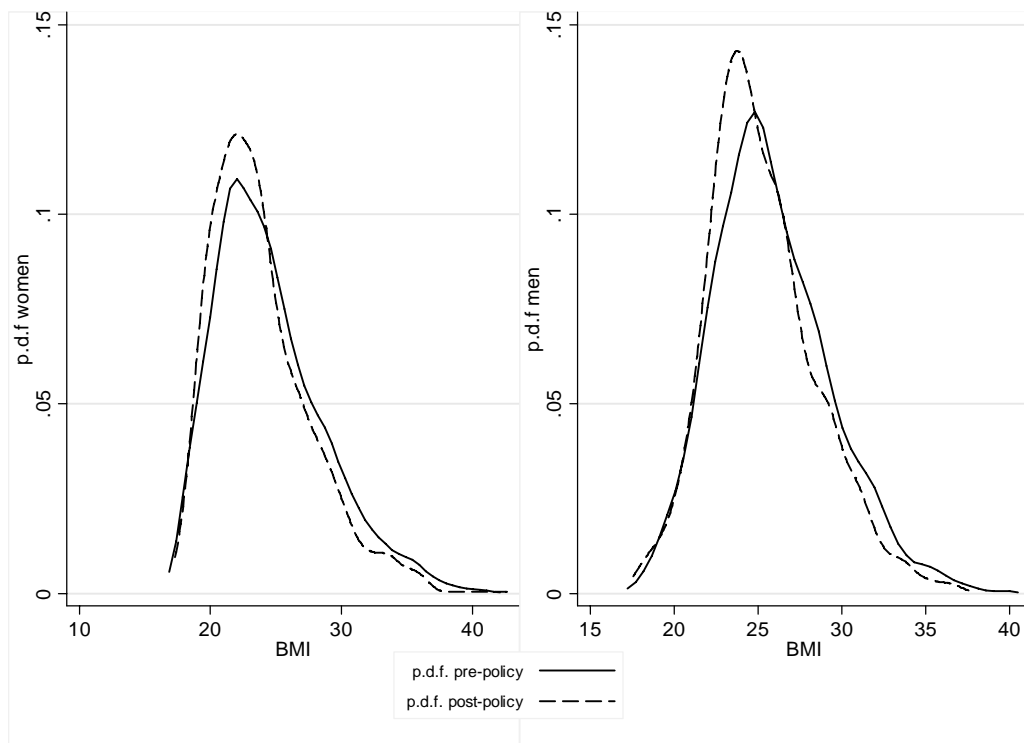 .15
.1
.05
0
p.d.f women
10 20 30 40
BMI
.15
.1
.05
0
p.d.f men
15 20 25 30 35 40
BMI
p.d.f. pre-policy
p.d.f. post-policy